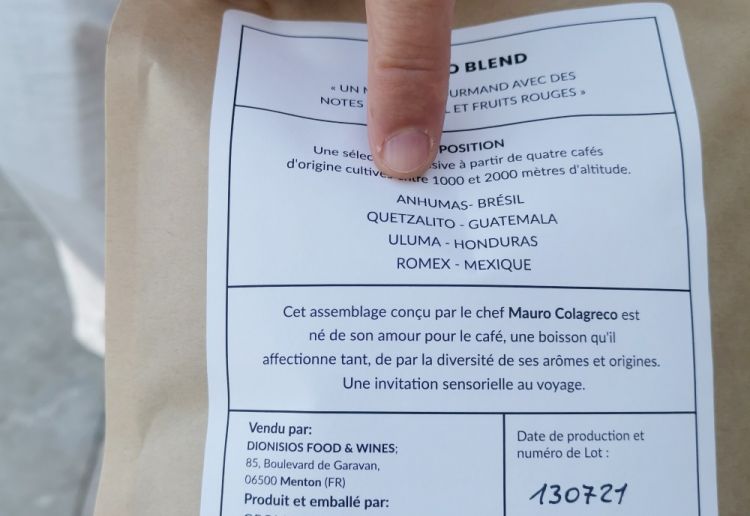 BLEND
« UN
URMAND AVEC DES
NOTES
ET FRUITS ROUGES »
POSITION
Une sélec
sive à partir de quatre cafés
d'origine cultivés entre 1000 et 2000 mètres d'altitude.
ANHUMAS- BRÉSIL
QUETZALITO - GUATEMALA
ULUMA - HONDURAS
ROMEX - MEXIQUE
Cet assemblage conçu par le chef Mauro Colagreco est
né de son amour pour le café, une boisson qu'il
affectionne tant, de par la diversité de ses arômes et origines.
Une invitation sensorielle au voyage.
Vendu par:
DIONISIOS FOOD & WINES;
85, Boulevard de Garavan,
06500 Menton (FR)
Produit et emballé par:
Date de production et
numéro de Lot :
130721